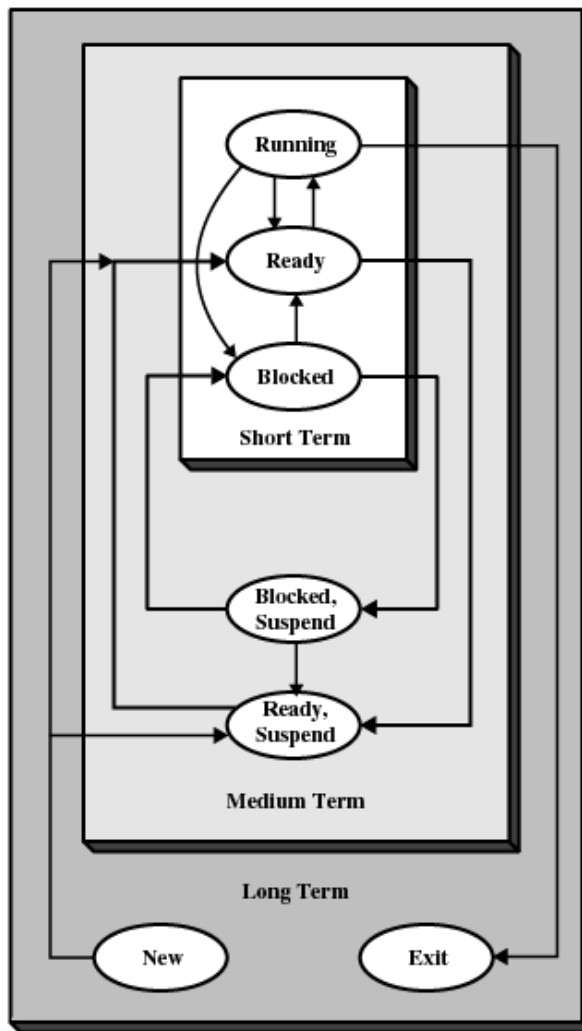 Running
Ready
Blocked
Short Term
Blocked,
Suspend
Ready,
Suspend
Medium Term
Long Term
New
Exit